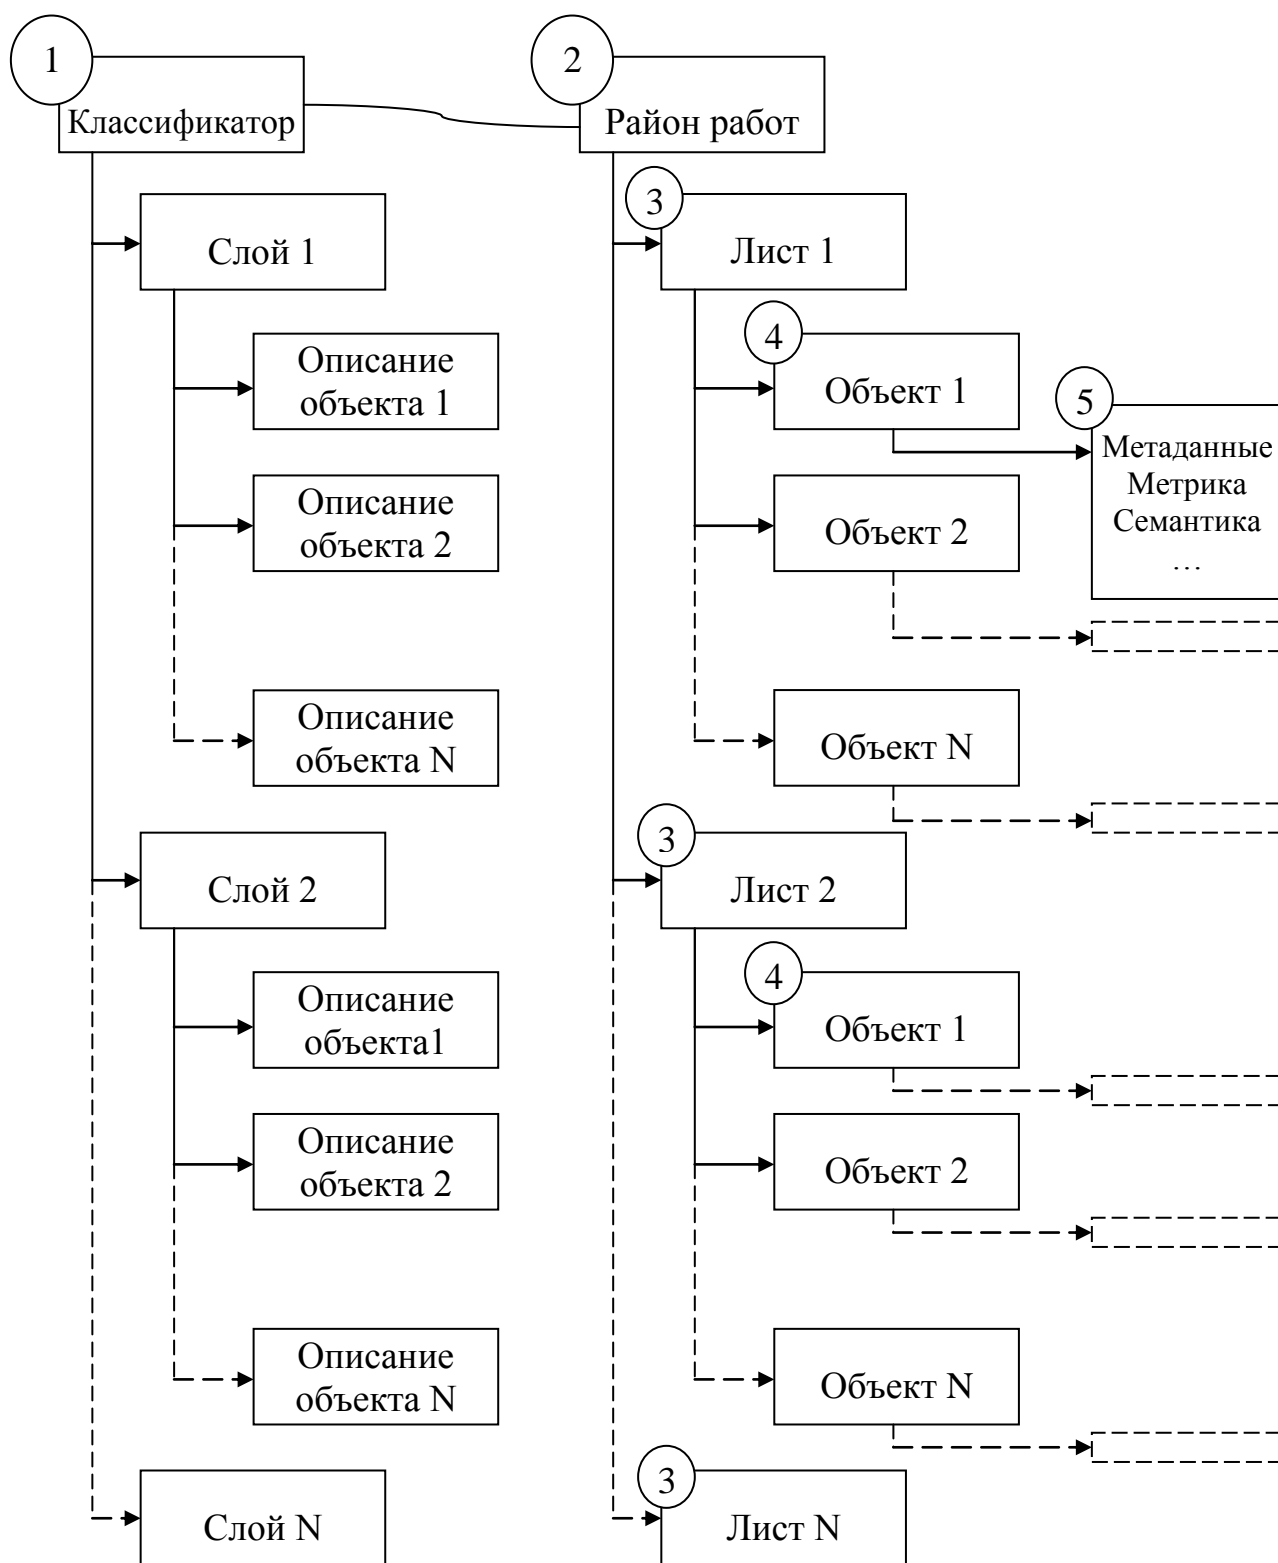 1
2
Классификатор
Район работ
3
Слой 1
Лист 1
4
Описание
объекта 1
Объект 1
5
Метаданные
Метрика
Семантика
…
Описание
объекта 2
Объект 2
Описание
объекта N
Объект N
3
Слой 2
Лист 2
4
Описание
объекта1
Объект 1
Описание
объекта 2
Объект 2
Описание
объекта N
Объект N
3
Слой N
Лист N